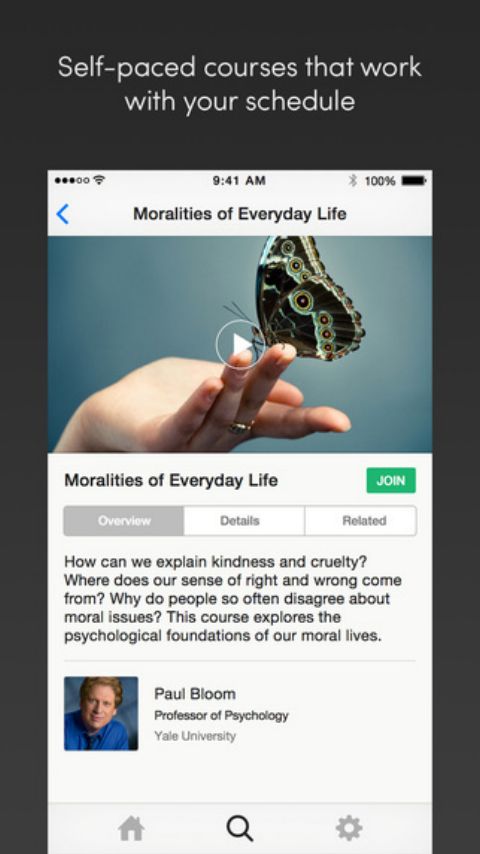 Self-paced courses that work
with your schedule
9:41 AM
100%
Moralities of Everyday Life
Moralities of Everyday Life
JOIN
Overview
Details
Related
How can we explain kindness and cruelty?
Where does our sense of right and wrong come
from? Why do people so often disagree about
moral issues? This course explores the
psychological foundations of our moral lives.
Paul Bloom
Professor of Psychology
Yale University